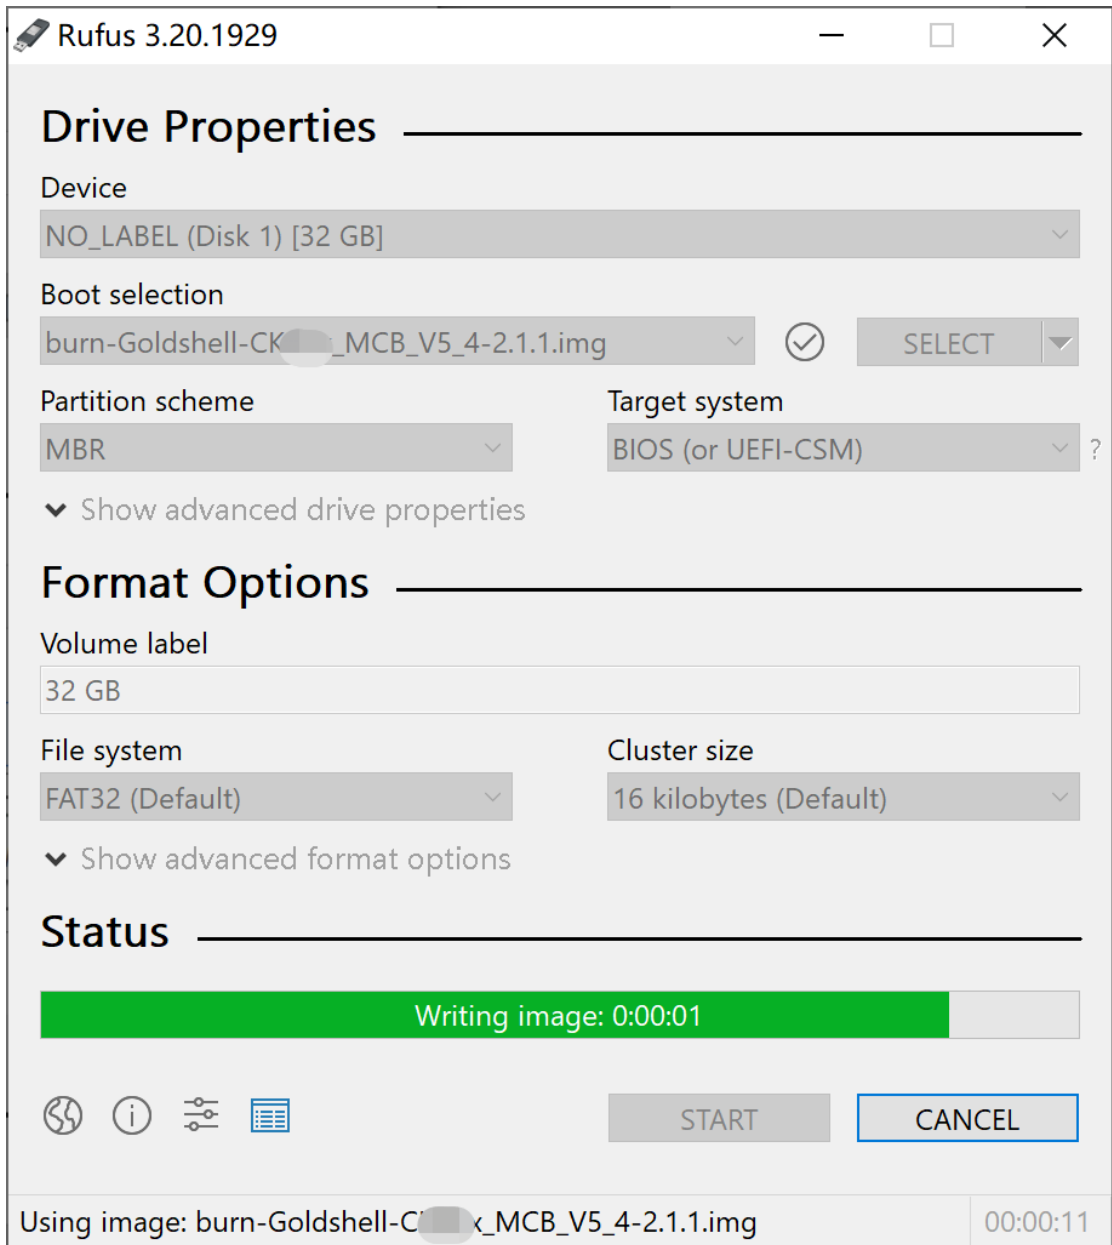 Rufus 3.20.1929
Drive Properties
Device
NO_LABEL (Disk 1) [32 GB]
Boot selection
burn-Goldshell-CK _MCB_V5_4-2.1.1.img
SELECT
Partition scheme
Target system
MBR
BIOS (or UEFI-CSM)
?
Show advanced drive properties
Format Options
Volume label
32 GB
File system
Cluster size
FAT32 (Default)
16 kilobytes (Default)
Show advanced format options
Status
Writing image: 0:00:01
START
CANCEL
Using image: burn-Goldshell-C x_MCB_V5_4-2.1.1.img
00:00:11